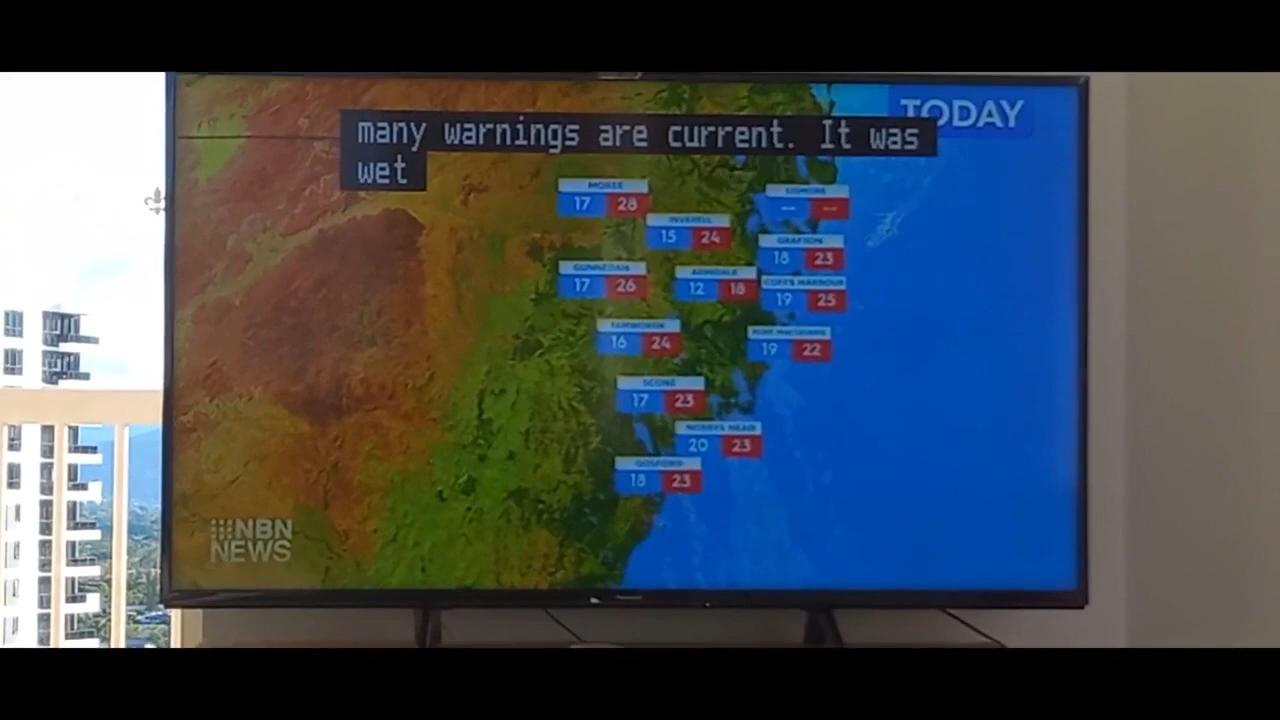 TODAY
many warnings are current. It was
wet
MOREE
17 28
LISMORE
-- --
INVERELL
15 24
GRAFTON
18 23
GUNNEDAH
17 26
ARMIDALE
12 18
COFFS HARBOUR
19 25
TAMWORTH
16 24
PORT MACQUARIE
19 22
SCONE
17 23
NOBBYS HEAD
20 23
GOSFORD
18 23
NBN
NEWS
Panasonic